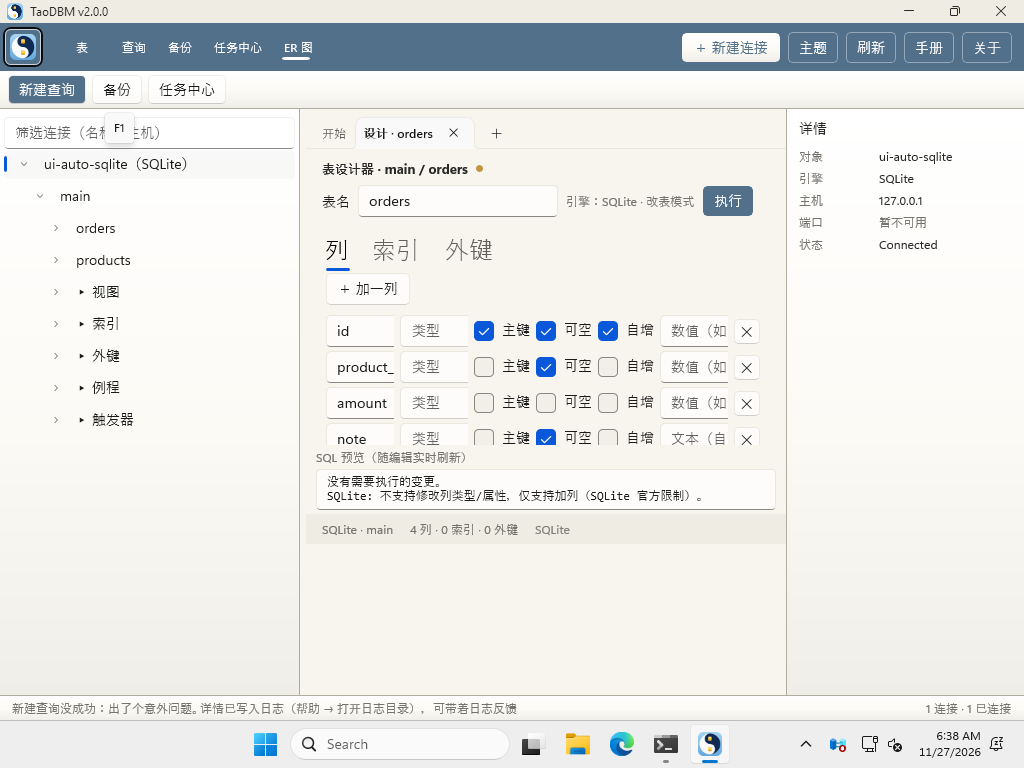 TaoDBM v2.0.0
表 查询 备份 任务中心 ER 图 + 新建连接 主题 刷新 手册 关于
新建查询 备份 任务中心
筛选连接（名称 主机）
F1
ui-auto-sqlite（SQLite）
main
orders
products
视图
索引
外键
例程
触发器
开始 设计 · orders
表设计器 · main / orders
表名 orders 引擎：SQLite · 改表模式 执行
列 索引 外键
+ 加一列
id 类型 主键 可空 自增 数值（如
product_ 类型 主键 可空 自增 数值（如
amount 类型 主键 可空 自增 数值（如
note 类型 主键 可空 自增 文本（自
SQL 预览（随编辑实时刷新）
没有需要执行的变更。
SQLite: 不支持修改列类型/属性，仅支持加列（SQLite 官方限制）。
SQLite · main 4 列 · 0 索引 · 0 外键 SQLite
详情
对象 ui-auto-sqlite
引擎 SQLite
主机 127.0.0.1
端口 暂不可用
状态 Connected
新建查询没成功：出了个意外问题。详情已写入日志（帮助 → 打开日志目录），可带着日志反馈 1 连接 · 1 已连接
Search
6:38 AM
11/27/2026